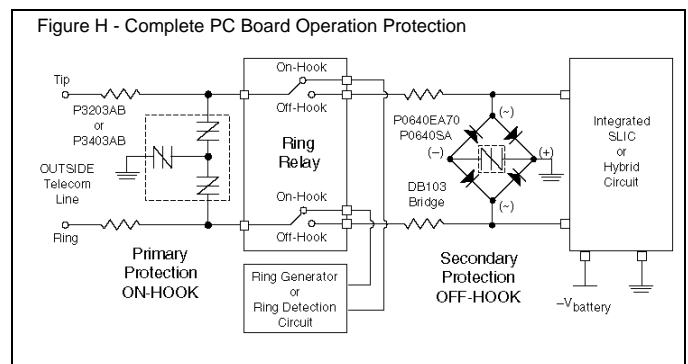 Figure H - Complete PC Board Operation Protection
Tip
P3203AB
or
P3403AB
OUTSIDE
Telecom
Line
Ring
Primary
Protection
ON-HOOK
On-Hook
Off-Hook
Ring
Relay
On-Hook
Off-Hook
Ring Generator
or
Ring Detection
Circuit
P0640EA70
P0640SA
(~)
(–)
(+)
(~)
DB103
Bridge
Secondary
Protection
OFF-HOOK
Integrated
SLIC
or
Hybrid
Circuit
–Vbattery